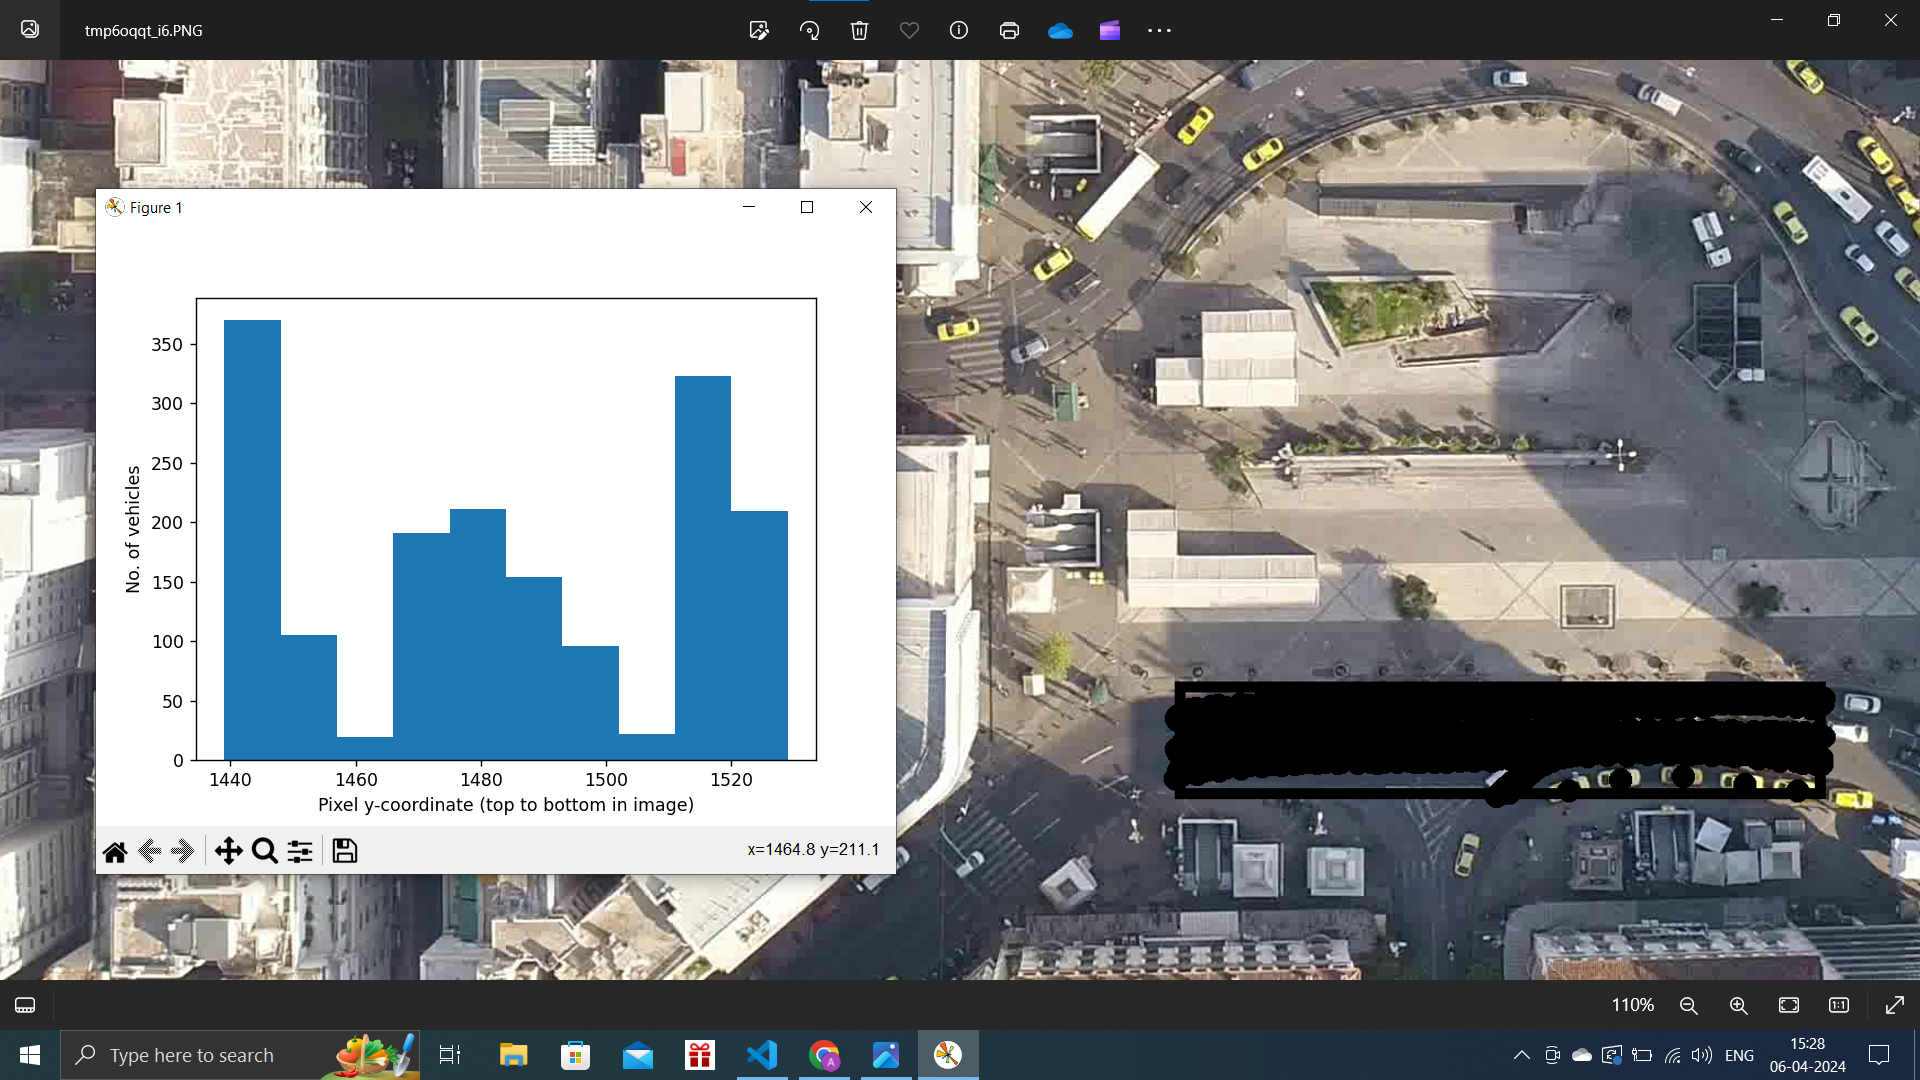 tmp6oqqt_i6.PNG
Figure 1
350
300
250
200
150
100
50
0
No. of vehicles
1440 1460 1480 1500 1520
Pixel y-coordinate (top to bottom in image)
x=1464.8 y=211.1
110%
1:1
Type here to search
A
ENG
15:28
06-04-2024